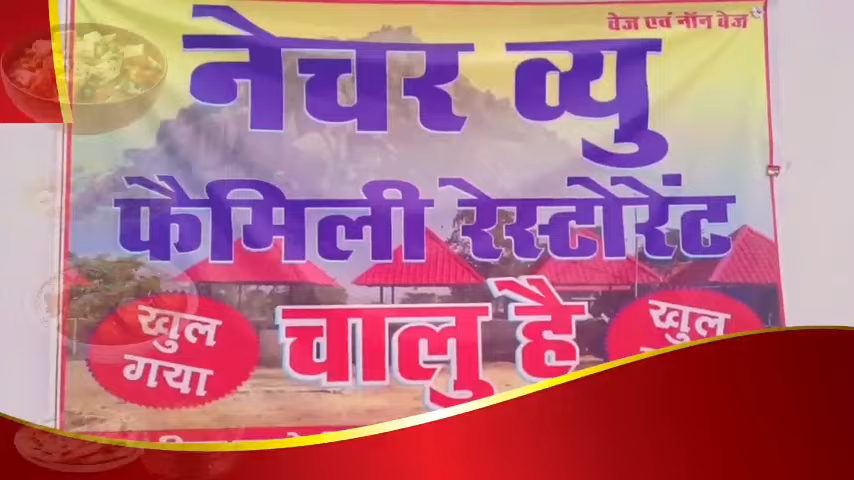 वेज एवं नॉन वेज
नेचर व्यु
फैमिली रेस्टोरेंट
चालु है
खुल
गया
खुल